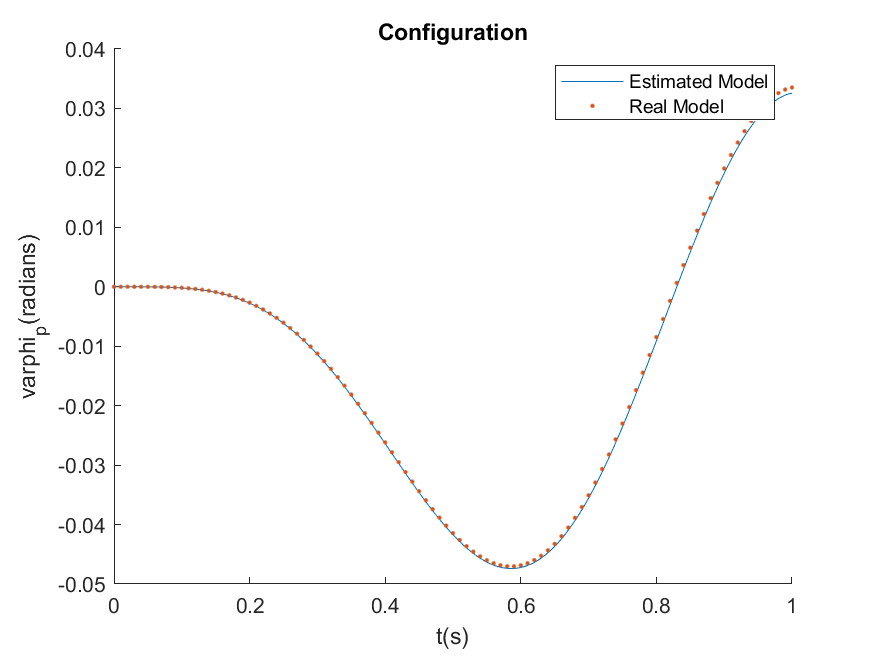 Configuration
0.04
0.03
0.02
0.01
0
-0.01
-0.02
-0.03
-0.04
-0.05
varphi_p(radians)
Estimated Model
Real Model
0 0.2 0.4 0.6 0.8 1
t(s)